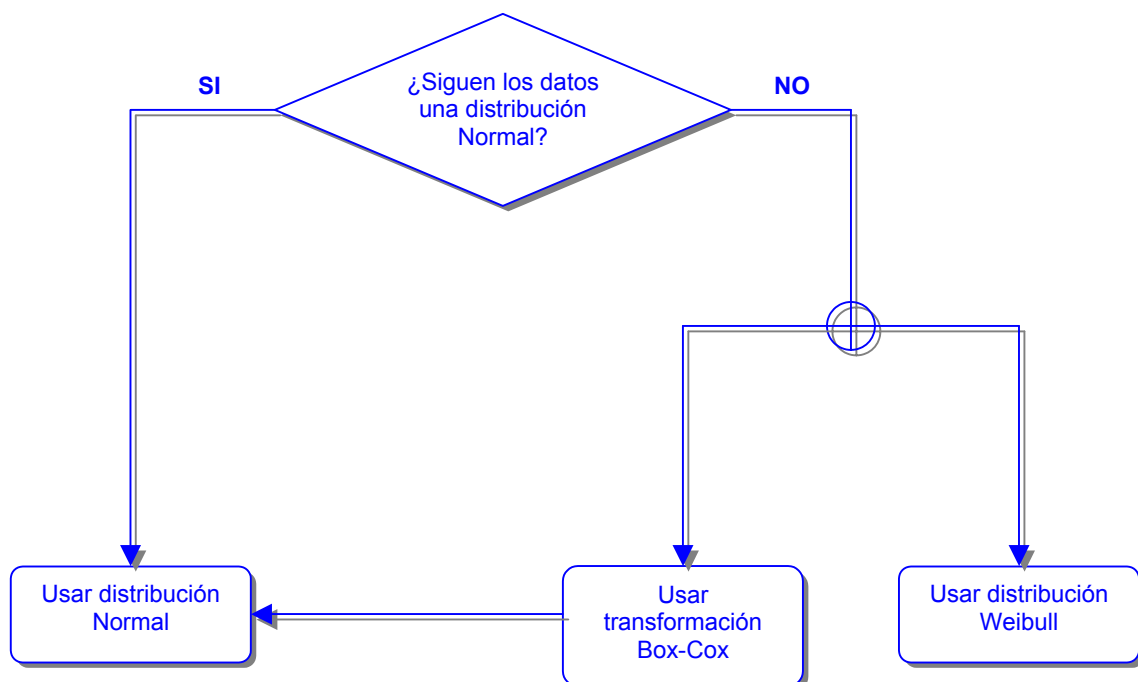 SI
¿Siguen los datos
una distribución
Normal?
NO
Usar distribución
Normal
Usar
transformación
Box-Cox
Usar distribución
Weibull